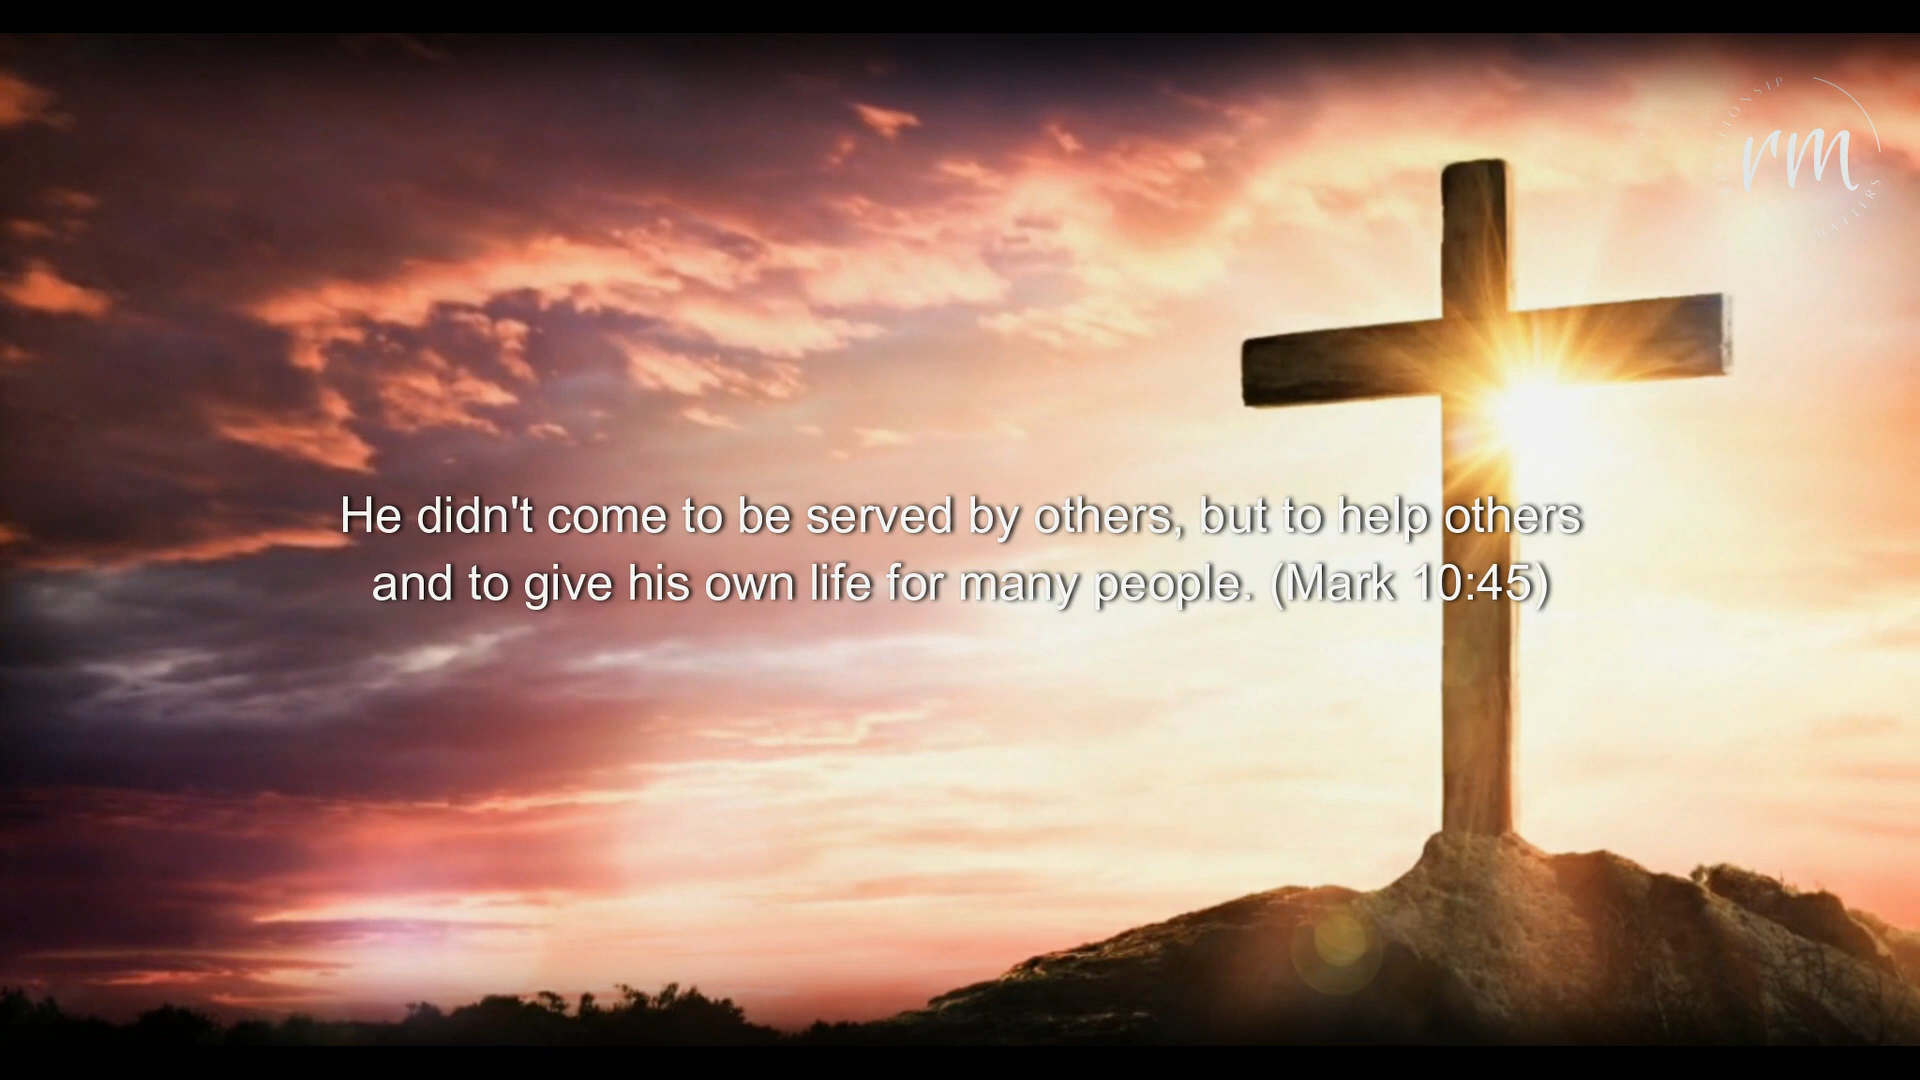 rm
MATTERS
He didn't come to be served by others, but to help others
and to give his own life for many people. (Mark 10:45)